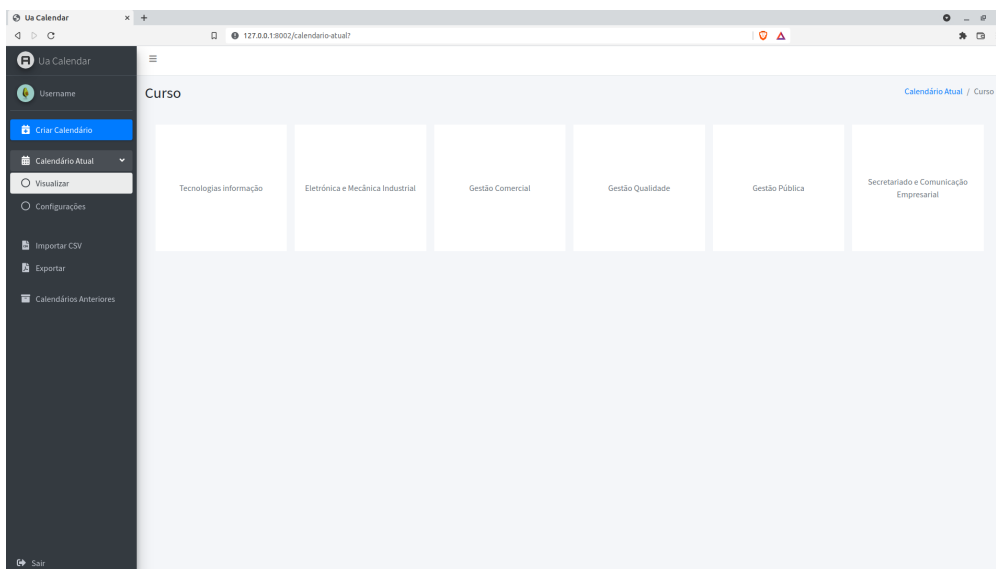 Ua Calendar
127.0.0.1:8002/calendario-atual?
Ua Calendar
Username
Criar Calendário
Calendário Atual
Visualizar
Configurações
Importar CSV
Exportar
Calendários Anteriores
Sair
Curso
Calendário Atual / Curso
Tecnologias informação
Eletrónica e Mecânica Industrial
Gestão Comercial
Gestão Qualidade
Gestão Pública
Secretariado e Comunicação
Empresarial